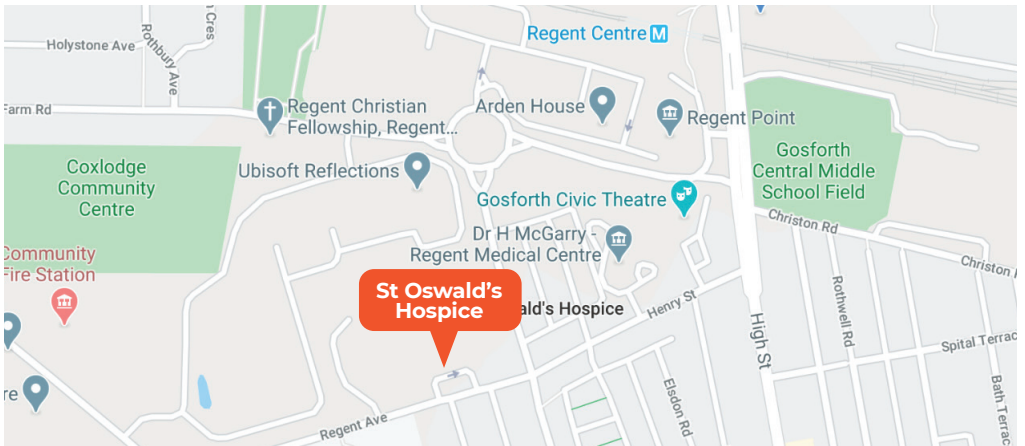 Holystone Ave
Rothbury Ave
Cres
Regent Centre M
Farm Rd
Regent Christian
Fellowship, Regent...
Arden House
Regent Point
Coxlodge
Community
Centre
Ubisoft Reflections
Gosforth
Central Middle
School Field
Gosforth Civic Theatre
Christon Rd
Christon
Dr H McGarry -
Regent Medical Centre
Community
Fire Station
St Oswald's
Hospice
ald's Hospice
Henry St
High St
Rothwell Rd
Spital Terrac
Elsdon Rd
Bath Terrac
re
Regent Ave